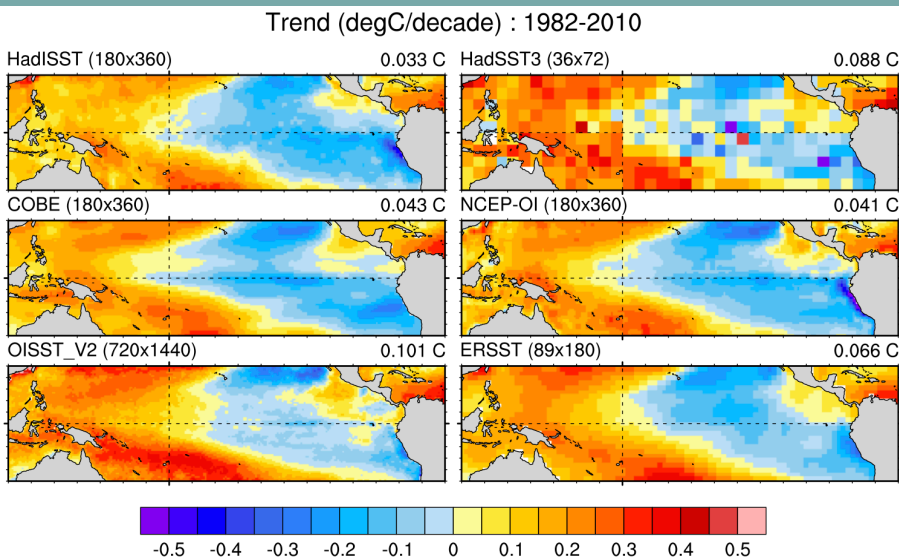 Trend (degC/decade) : 1982-2010
HadISST (180x360) 0.033 C
HadSST3 (36x72) 0.088 C
COBE (180x360) 0.043 C
NCEP-OI (180x360) 0.041 C
OISST_V2 (720x1440) 0.101 C
ERSST (89x180) 0.066 C
-0.5 -0.4 -0.3 -0.2 -0.1 0 0.1 0.2 0.3 0.4 0.5